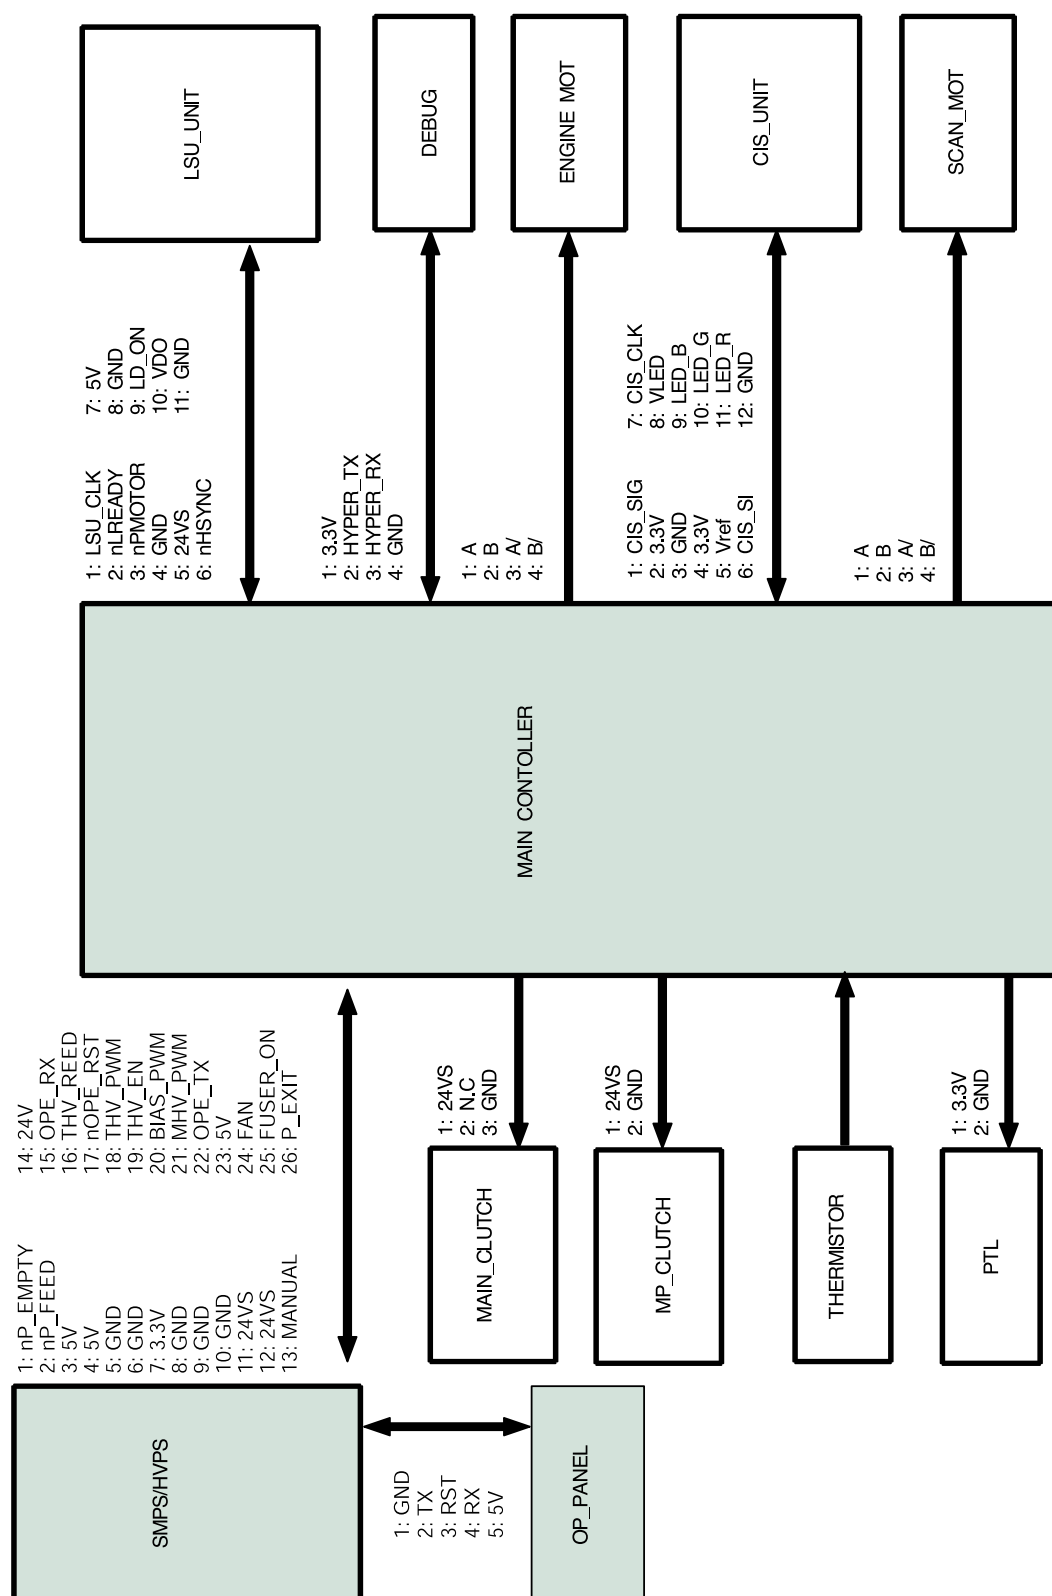 SMPS/HVPS
1: nP_EMPTY
2: nP_FEED
3: 5V
4: 5V
5: GND
6: GND
7: 3.3V
8: GND
9: GND
10: GND
11: 24VS
12: 24VS
13: MANUAL
14: 24V
15: OPE_RX
16: THV_REED
17: nOPE_RST
18: THV_PWM
19: THV_EN
20: BIAS_PWM
21: MHV_PWM
22: OPE_TX
23: 5V
24: FAN
25: FUSER_ON
26: P_EXIT
1: GND
2: TX
3: RST
4: RX
5: 5V
OP_PANEL
MAIN_CLUTCH
1: 24VS
2: N.C
3: GND
MP_CLUTCH
1: 24VS
2: GND
THERMISTOR
PTL
1: 3.3V
2: GND
MAIN CONTOLLER
1: LSU_CLK
2: nLREADY
3: nPMOTOR
4: GND
5: 24VS
6: nHSYNC
7: 5V
8: GND
9: LD_ON
10: VDO
11: GND
LSU_UNIT
1: 3.3V
2: HYPER_TX
3: HYPER_RX
4: GND
DEBUG
1: A
2: B
3: A/
4: B/
ENGINE MOT
1: CIS_SIG
2: 3.3V
3: GND
4: 3.3V
5: Vref
6: CIS_SI
7: CIS_CLK
8: VLED
9: LED_B
10: LED_G
11: LED_R
12: GND
CIS_UNIT
1: A
2: B
3: A/
4: B/
SCAN_MOT